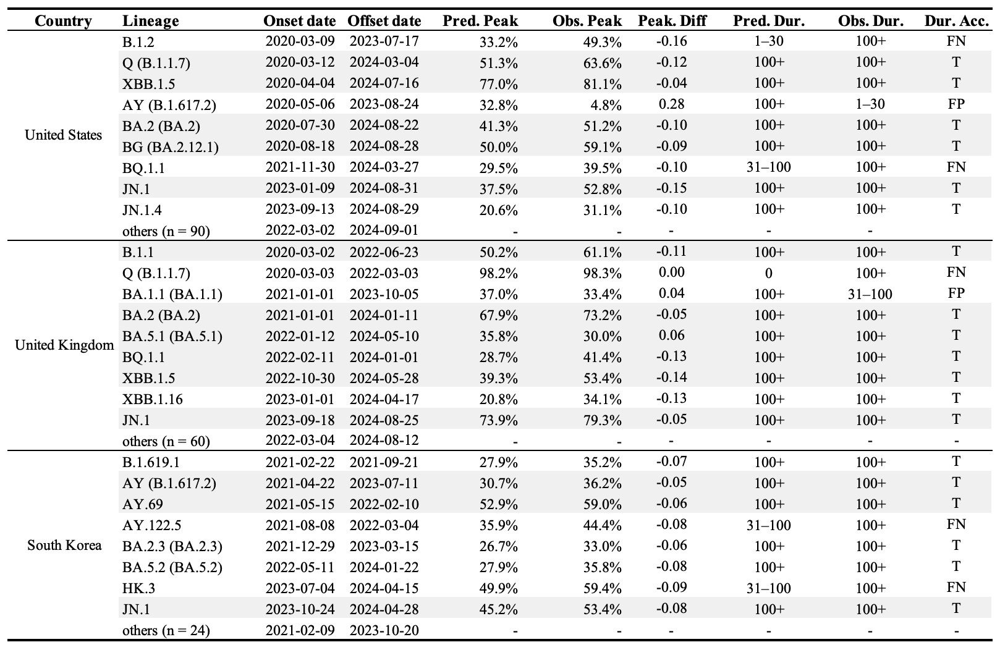 Country Lineage Onset date Offset date Pred. Peak Obs. Peak Peak. Diff Pred. Dur. Obs. Dur. Dur. Acc.
B.1.2 2020-03-09 2023-07-17 33.2% 49.3% -0.16 1–30 100+ FN
Q (B.1.1.7) 2020-03-12 2024-03-04 51.3% 63.6% -0.12 100+ 100+ T
XBB.1.5 2020-04-04 2024-07-16 77.0% 81.1% -0.04 100+ 100+ T
AY (B.1.617.2) 2020-05-06 2023-08-24 32.8% 4.8% 0.28 100+ 1–30 FP
United States BA.2 (BA.2) 2020-07-30 2024-08-22 41.3% 51.2% -0.10 100+ 100+ T
BG (BA.2.12.1) 2020-08-18 2024-08-28 50.0% 59.1% -0.09 100+ 100+ T
BQ.1.1 2021-11-30 2024-03-27 29.5% 39.5% -0.10 31–100 100+ FN
JN.1 2023-01-09 2024-08-31 37.5% 52.8% -0.15 100+ 100+ T
JN.1.4 2023-09-13 2024-08-29 20.6% 31.1% -0.10 100+ 100+ T
others (n = 90) 2022-03-02 2024-09-01 - - - - -
B.1.1 2020-03-02 2022-06-23 50.2% 61.1% -0.11 100+ 100+ T
Q (B.1.1.7) 2020-03-03 2022-03-03 98.2% 98.3% 0.00 0 100+ FN
BA.1.1 (BA.1.1) 2021-01-01 2023-10-05 37.0% 33.4% 0.04 100+ 31–100 FP
BA.2 (BA.2) 2021-01-01 2024-01-11 67.9% 73.2% -0.05 100+ 100+ T
United Kingdom BA.5.1 (BA.5.1) 2022-01-12 2024-05-10 35.8% 30.0% 0.06 100+ 100+ T
BQ.1.1 2022-02-11 2024-01-01 28.7% 41.4% -0.13 100+ 100+ T
XBB.1.5 2022-10-30 2024-05-28 39.3% 53.4% -0.14 100+ 100+ T
XBB.1.16 2023-01-01 2024-04-17 20.8% 34.1% -0.13 100+ 100+ T
JN.1 2023-09-18 2024-08-25 73.9% 79.3% -0.05 100+ 100+ T
others (n = 60) 2022-03-04 2024-08-12 - - - - - -
B.1.619.1 2021-02-22 2021-09-21 27.9% 35.2% -0.07 100+ 100+ T
AY (B.1.617.2) 2021-04-22 2023-07-11 30.7% 36.2% -0.05 100+ 100+ T
AY.69 2021-05-15 2022-02-10 52.9% 59.0% -0.06 100+ 100+ T
AY.122.5 2021-08-08 2022-03-04 35.9% 44.4% -0.08 31–100 100+ FN
South Korea BA.2.3 (BA.2.3) 2021-12-29 2023-03-15 26.7% 33.0% -0.06 100+ 100+ T
BA.5.2 (BA.5.2) 2022-05-11 2024-01-22 27.9% 35.8% -0.08 100+ 100+ T
HK.3 2023-07-04 2024-04-15 49.9% 59.4% -0.09 31–100 100+ FN
JN.1 2023-10-24 2024-04-28 45.2% 53.4% -0.08 100+ 100+ T
others (n = 24) 2021-02-09 2023-10-20 - - - - - -